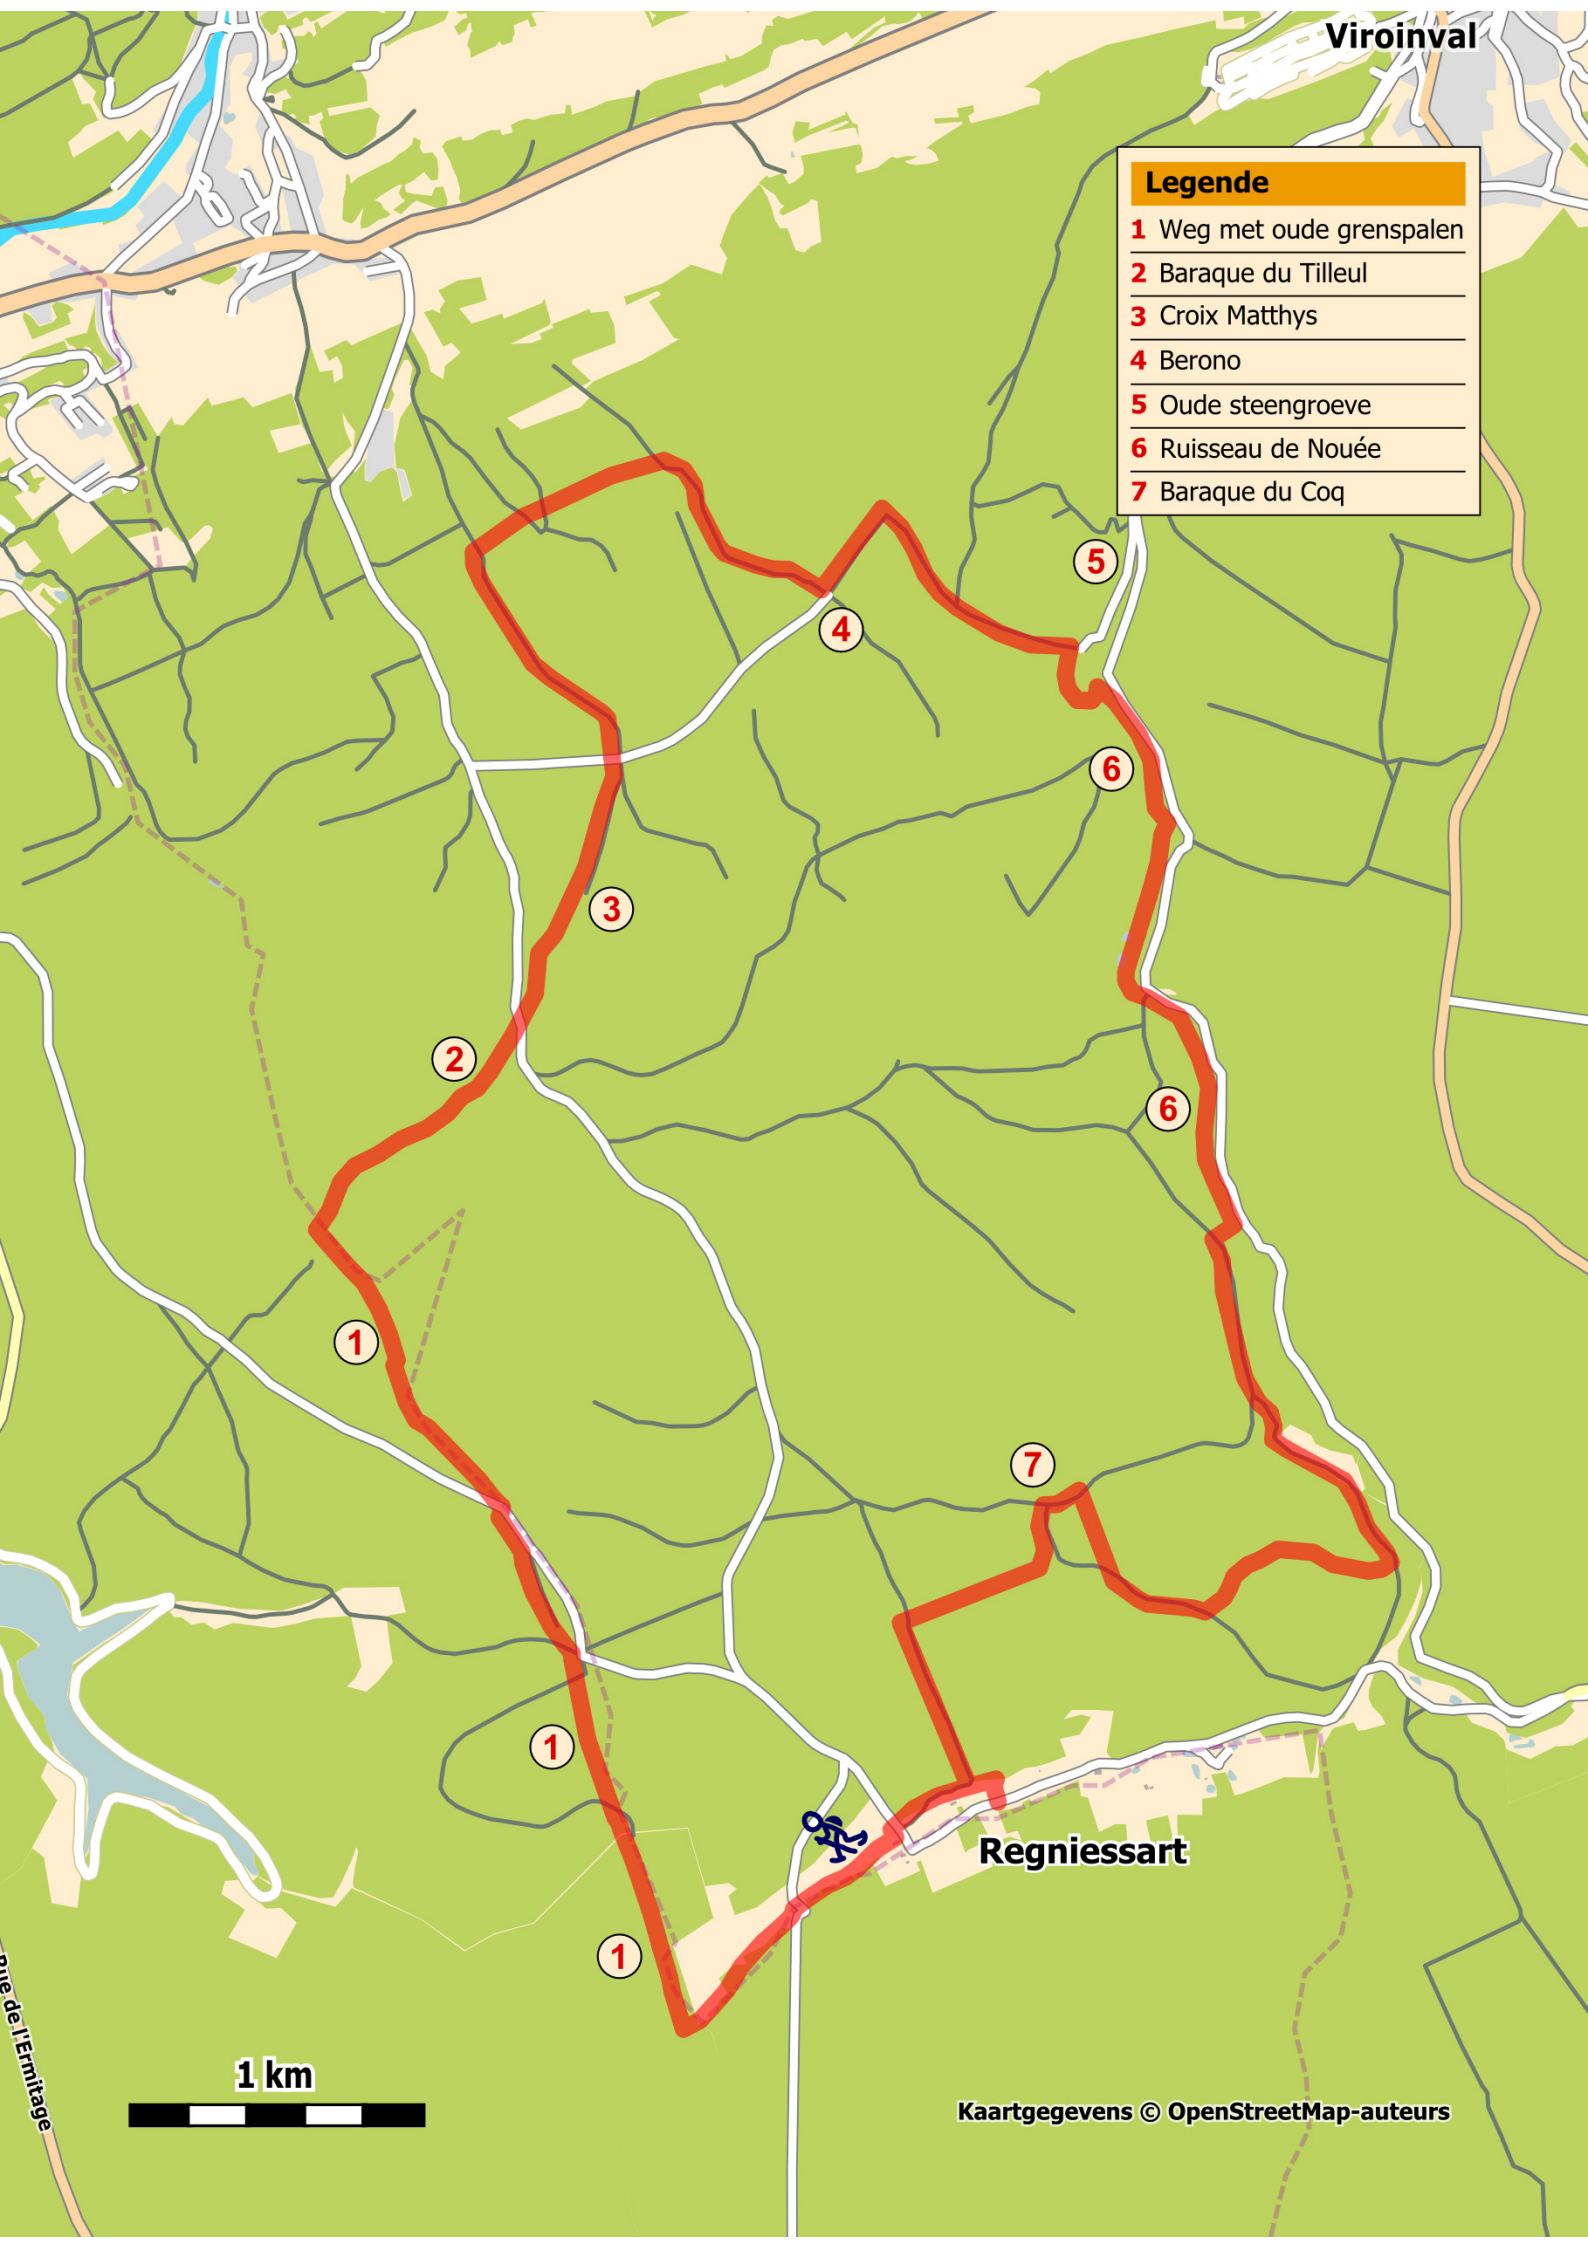 Viroinval
Legende
1 Weg met oude grenspalen
2 Baraque du Tilleul
3 Croix Matthys
4 Berono
5 Oude steengroeve
6 Ruisseau de Nouée
7 Baraque du Coq
5
4
6
3
2
6
1
7
1
Regniessart
1
Rue de l'Ermitage
1 km
Kaartgegevens © OpenStreetMap-auteurs